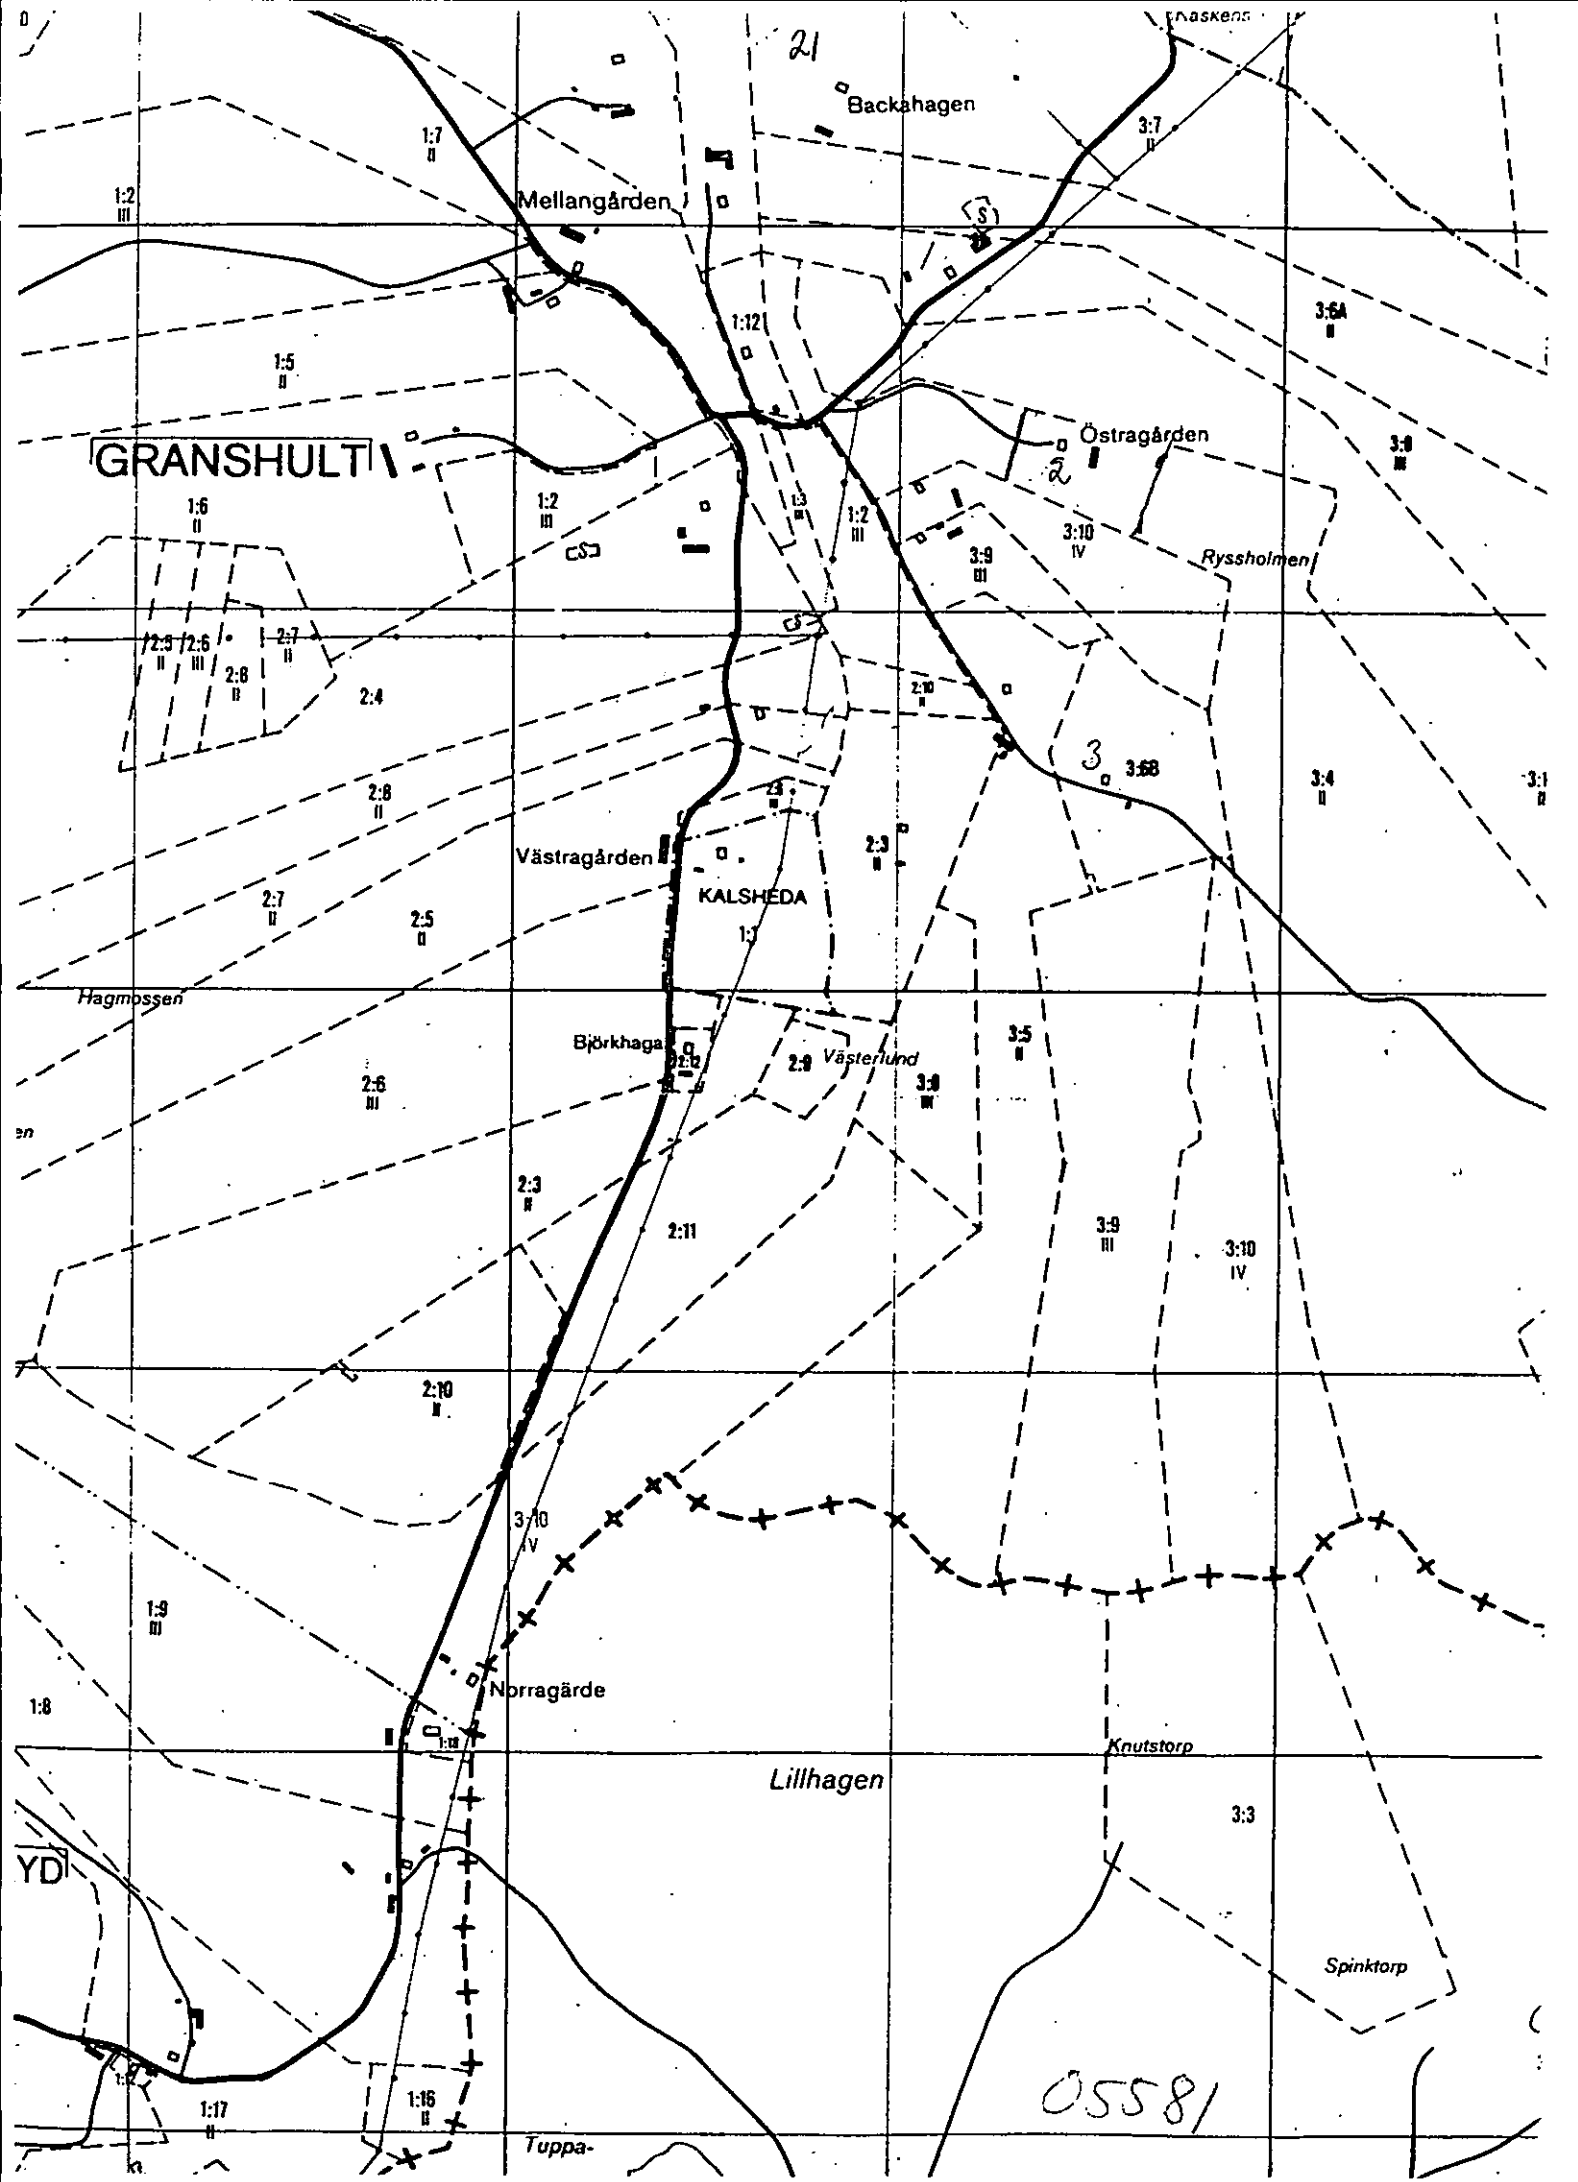 21
Backahagen
3:7
II
1:7
II
1:2
III
Mellangården
S
1:12
3:6A
II
1:5
II
GRANSHULT
Östragården
2
3:8
III
1:6
II
1:2
III
1:3
III
1:2
III
3:10
IV
3:9
III
Ryssholmen
S
S
2:5
II
2:6
III
2:8
II
2:7
II
2:4
2:10
II
3
3:6B
3:4
II
2:8
II
Västragården
2:3
II
KALSHEDA
1:1
2:7
II
2:5
II
Hagmossen
Björkhaga
2:12
2:9
Västerlund
3:5
II
2:6
III
3:8
III
en
2:3
II
2:11
3:9
III
3:10
IV
2:10
II
3:10
IV
1:9
III
1:8
Norragärde
1:18
Knutstorp
Lillhagen
3:3
YD
Spinktorp
1:17
II
1:16
II
05581
Tuppa-